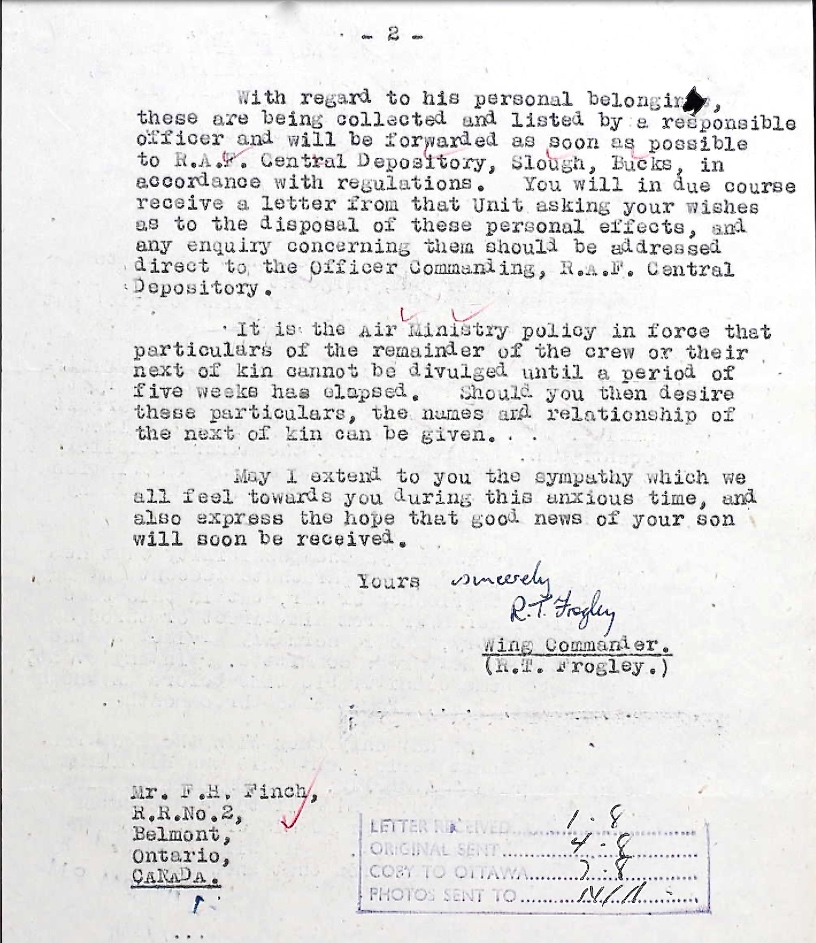 - 2 -
With regard to his personal belongings,
these are being collected and listed by a responsible
officer and will be forwarded as soon as possible
to R.A.F. Central Depository, Slough, Bucks, in
accordance with regulations. You will in due course
receive a letter from that Unit asking your wishes
as to the disposal of these personal effects, and
any enquiry concerning them should be addressed
direct to the Officer Commanding, R.A.F. Central
Depository.
It is the Air Ministry policy in force that
particulars of the remainder of the crew or their
next of kin cannot be divulged until a period of
five weeks has elapsed. Should you then desire
these particulars, the names and relationship of
the next of kin can be given. . .
May I extend to you the sympathy which we
all feel towards you during this anxious time, and
also express the hope that good news of your son
will soon be received.
Yours sincerely
R.T. Frogley
Wing Commander.
(R.T. Frogley.)
Mr. F.H. Finch,
R.R.No.2,
Belmont,
Ontario,
CANADA.
LETTER RECEIVED 1-8
ORIGINAL SENT 4-8
COPY TO OTTAWA 7-8
PHOTOS SENT TO